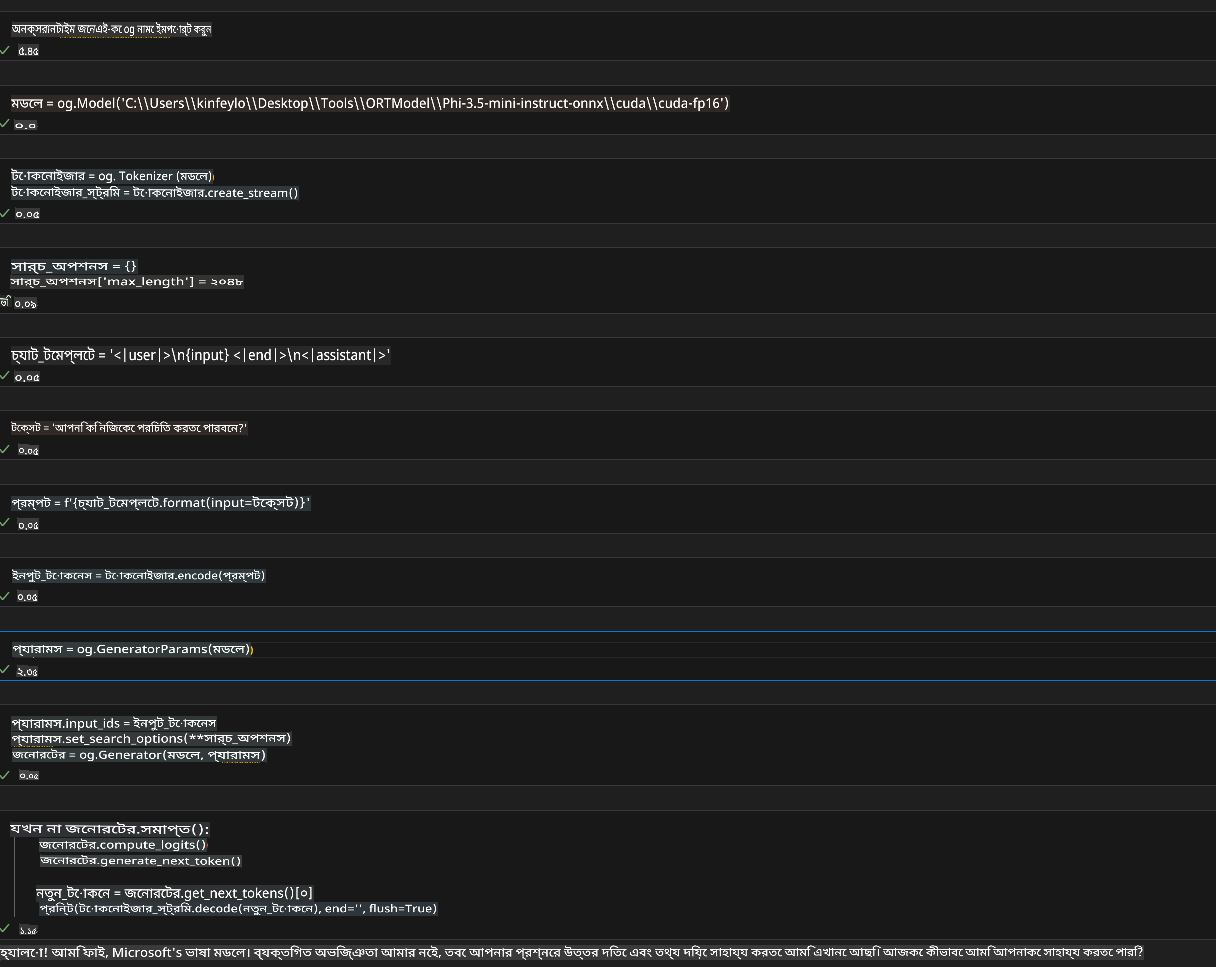 অনক্সরানটাইম জেনএআই-কে og নামে ইমপোর্ট করুন
৫.৪৫
মডেল = og.Model('C:\\Users\\kinfeylo\\Desktop\\Tools\\ORTModel\\Phi-3.5-mini-instruct-onnx\\cuda\\cuda-fp16')
০.০
টোকেনাইজার = og. Tokenizer (মডেল)
টোকেনাইজার_স্ট্রিম = টোকেনাইজার.create_stream()
০.০৫
সার্চ_অপশনস = {}
সার্চ_অপশনস['max_length'] = ২০৪৮
০.০৯
চ্যাট_টেমপ্লেট = '<|user|>\n{input} <|end|>\n<|assistant|>'
০.০৫
টেক্সট = 'আপনি কি নিজেকে পরিচিতি করতে পারবেন?'
০.০৫
প্রম্পট = f'{চ্যাট_টেমপ্লেট.format(input=টেক্সট)}'
০.০৫
ইনপুট_টোকেনস = টোকেনাইজার.encode(প্রম্পট)
০.০৫
প্যারামস = og.GeneratorParams(মডেল)
২.৩৫
প্যারামস.input_ids = ইনপুট_টোকেনস
প্যারামস.set_search_options(**সার্চ_অপশনস)
জেনারেটর = og.Generator(মডেল, প্যারামস)
০.০৫
যখন না জেনারেটর.সমাপ্ত():
জেনারেটর.compute_logits()
জেনারেটর.generate_next_token()
নতুন_টোকেন = জেনারেটর.get_next_tokens()[০]
প্রিন্ট(টোকেনাইজার_স্ট্রিম.decode(নতুন_টোকেন), end='', flush=True)
১.১৫
হ্যালো! আমি ফাই, Microsoft's ভাষা মডেল। ব্যক্তিগত অভিজ্ঞতা আমার নেই, তবে আপনার প্রশ্নের উত্তর দিতে এবং তথ্য দিয়ে সাহায্য করতে আমি এখানে আছি। আজকে কীভাবে আমি আপনাকে সাহায্য করতে পারি?